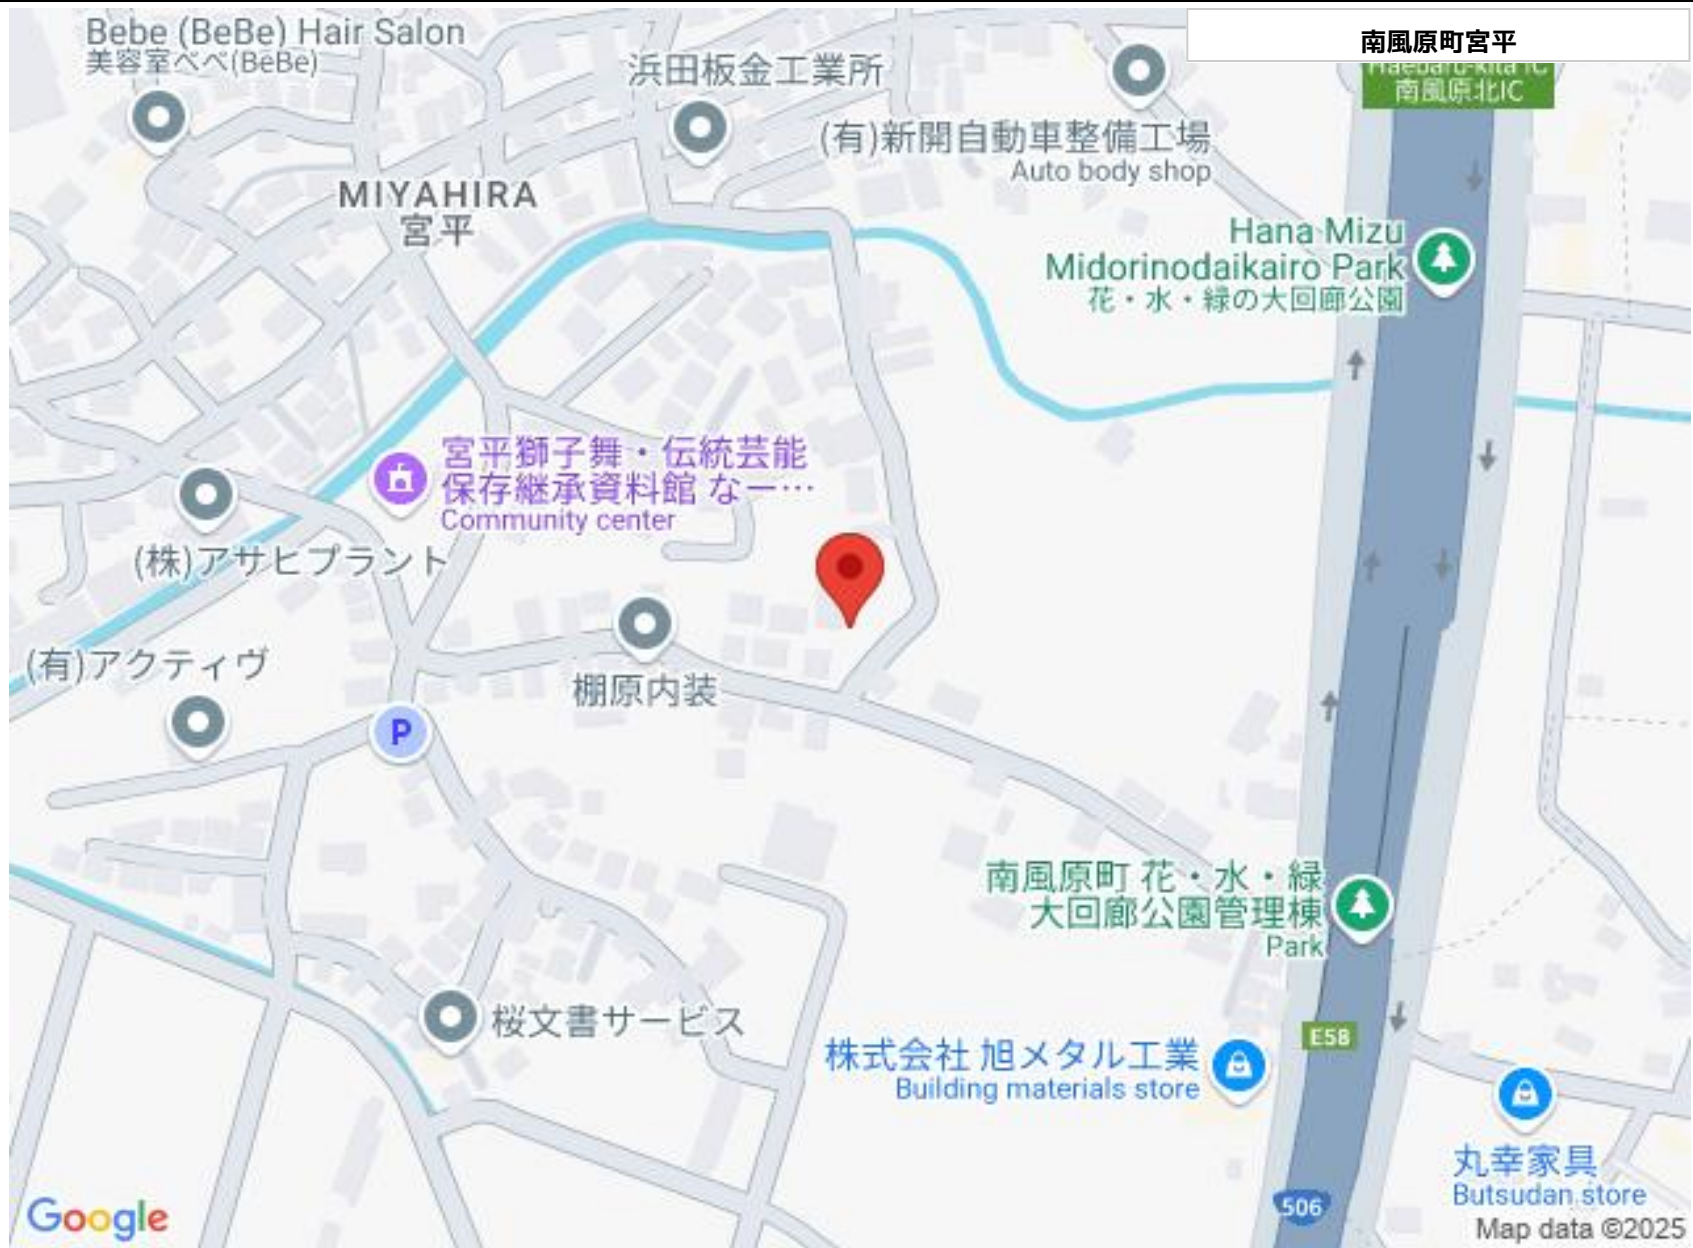 南風原町宮平
Bebe (BeBe) Hair Salon
美容室べべ(BeBe)
浜田板金工業所
Haebaru-kita IC
南風原北IC
(有)新開自動車整備工場
Auto body shop
MIYAHIRA
宮平
Hana Mizu
Midorinodaikairo Park
花・水・緑の大回廊公園
宮平獅子舞・伝統芸能
保存継承資料館 なー…
Community center
(株)アサヒプラント
(有)アクティヴ
棚原内装
P
南風原町 花・水・緑
大回廊公園管理棟
Park
桜文書サービス
株式会社 旭メタル工業
Building materials store
E58
丸幸家具
Butsudan store
506
Google
Map data ©2025